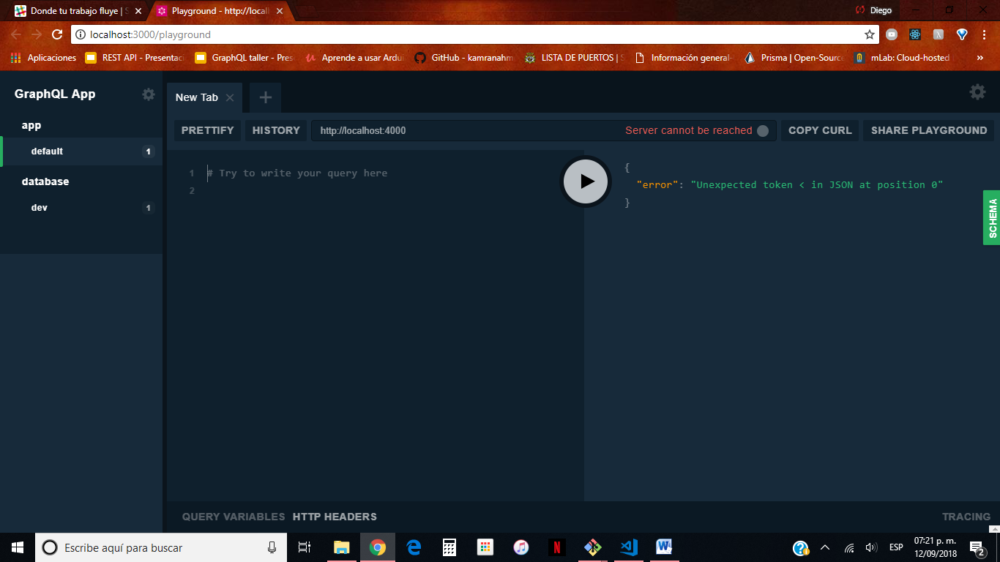 Donde tu trabajo fluye | S
Playground - http://local
Diego
localhost:3000/playground
Aplicaciones
REST API - Presentac
GraphQL taller - Pres
Aprende a usar Ardu
GitHub - kamranahm
LISTA DE PUERTOS | S
Información general-
Prisma | Open-Source
mLab: Cloud-hosted
»
GraphQL App
app
default 1
database
dev 1
New Tab
PRETTIFY
HISTORY
http://localhost:4000
Server cannot be reached
COPY CURL
SHARE PLAYGROUND
1 # Try to write your query here
2
{
"error": "Unexpected token < in JSON at position 0"
}
SCHEMA
QUERY VARIABLES
HTTP HEADERS
TRACING
Escribe aquí para buscar
N
W
ESP
07:21 p. m.
12/09/2018
2